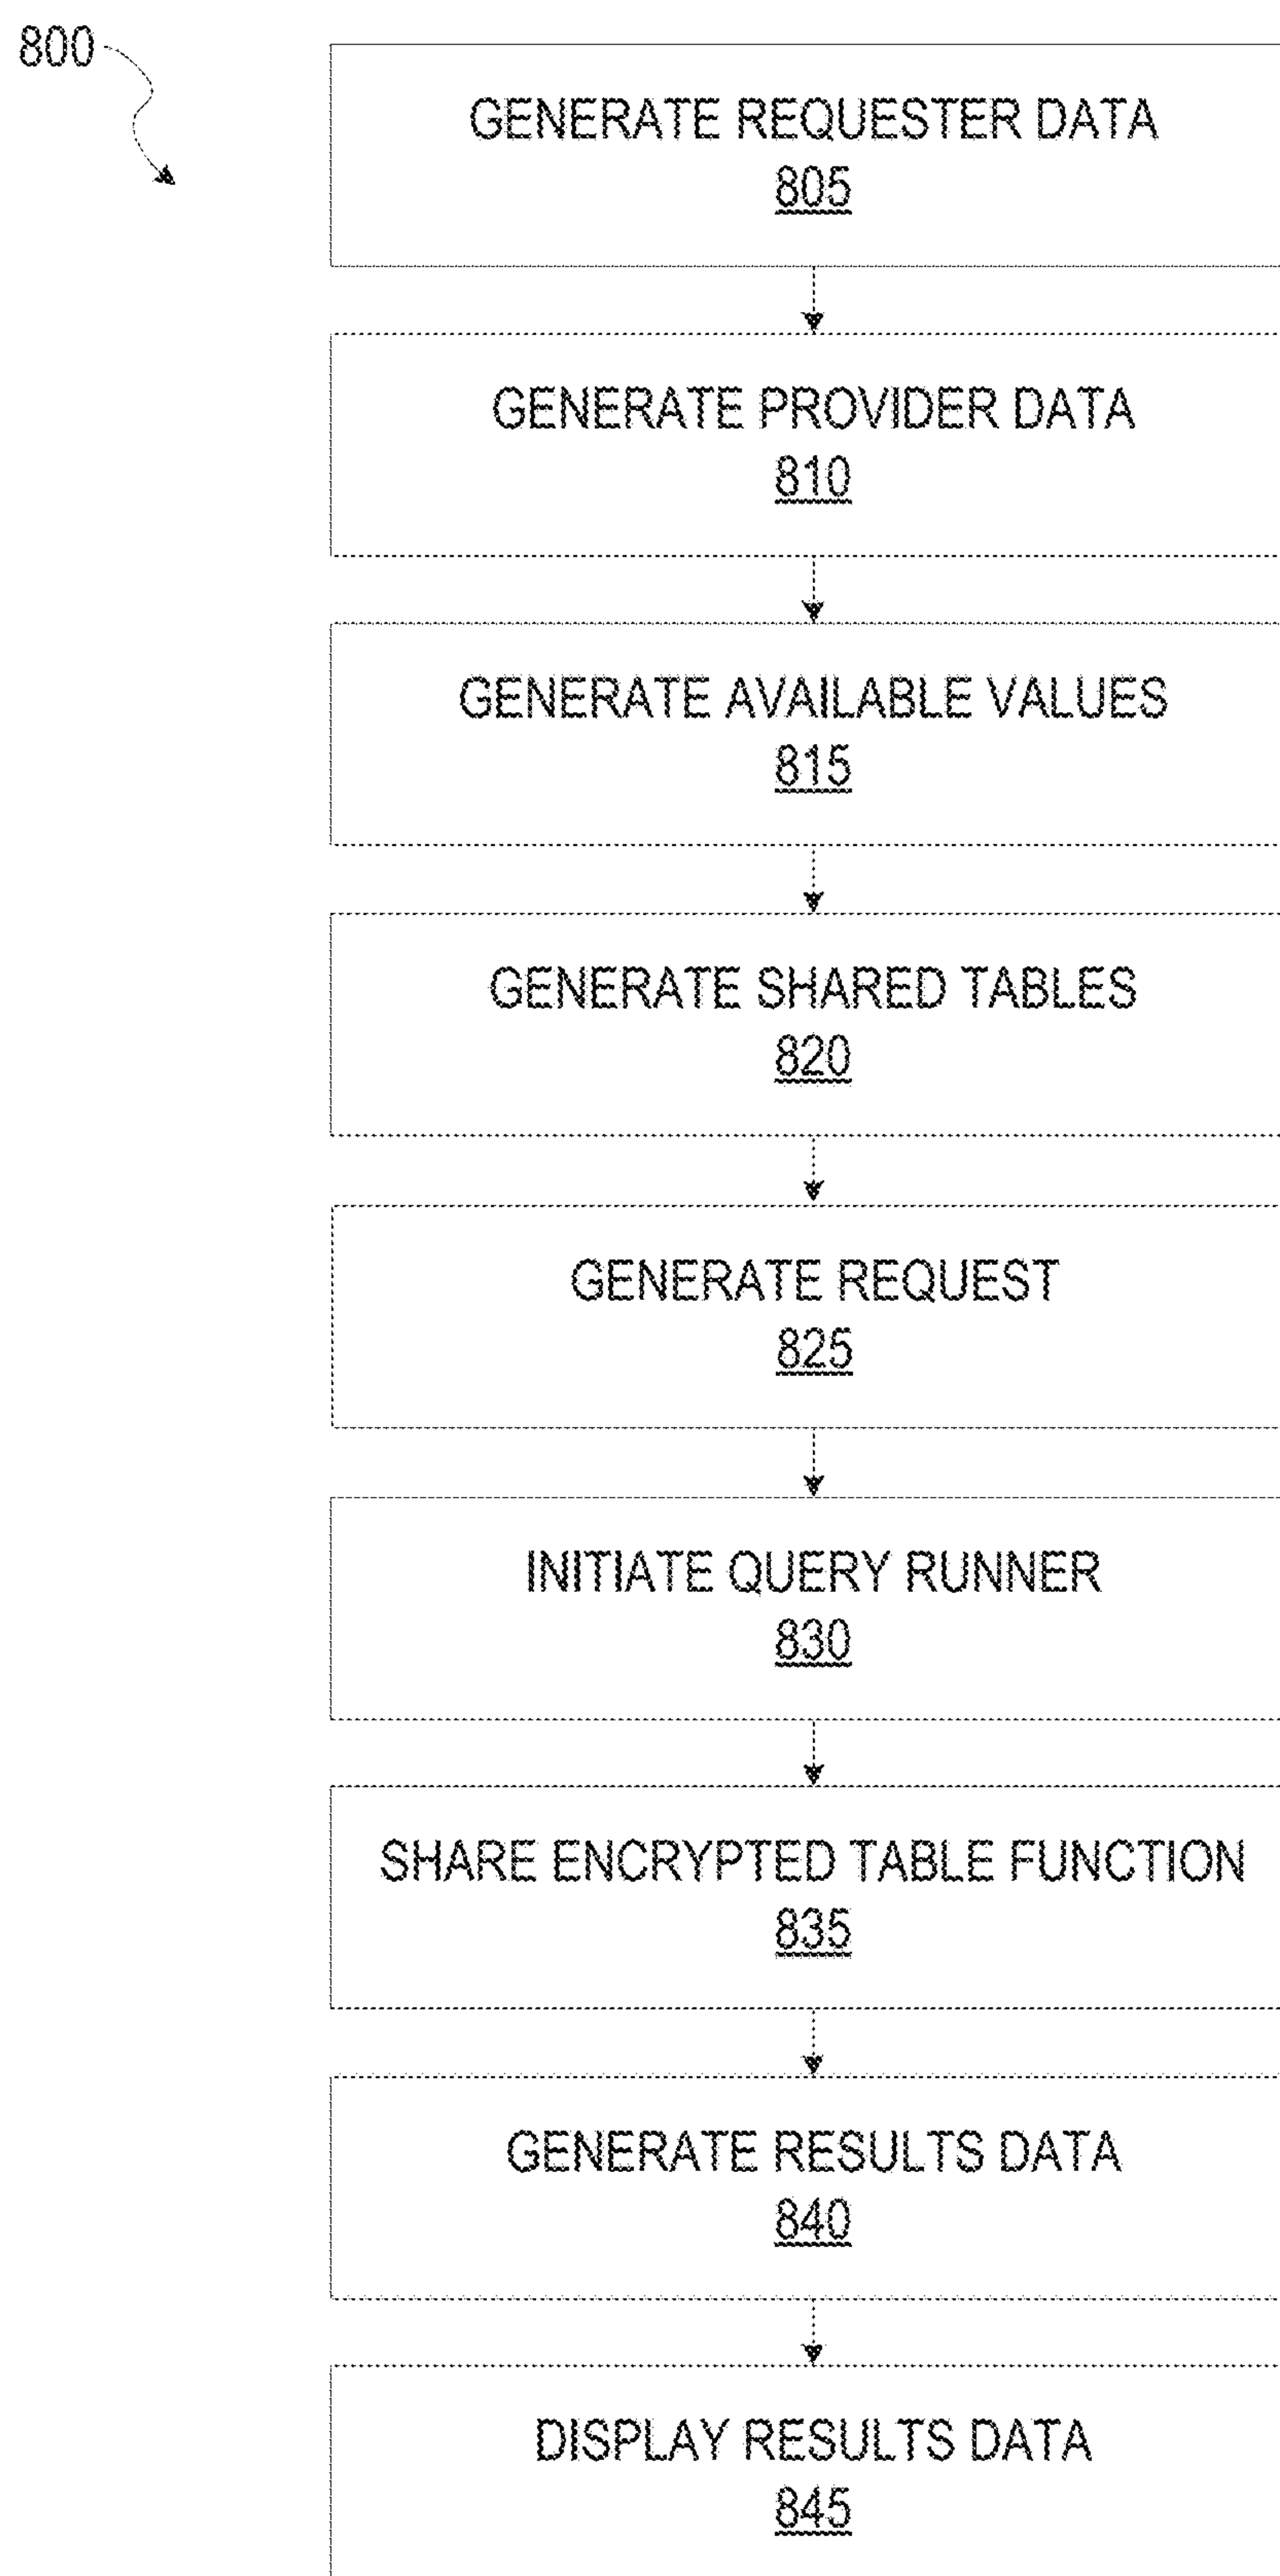 800
GENERATE REQUESTER DATA
805
GENERATE PROVIDER DATA
810
GENERATE AVAILABLE VALUES
815
GENERATE SHARED TABLES
820
GENERATE REQUEST
825
INITIATE QUERY RUNNER
830
SHARE ENCRYPTED TABLE FUNCTION
835
GENERATE RESULTS DATA
840
DISPLAY RESULTS DATA
845